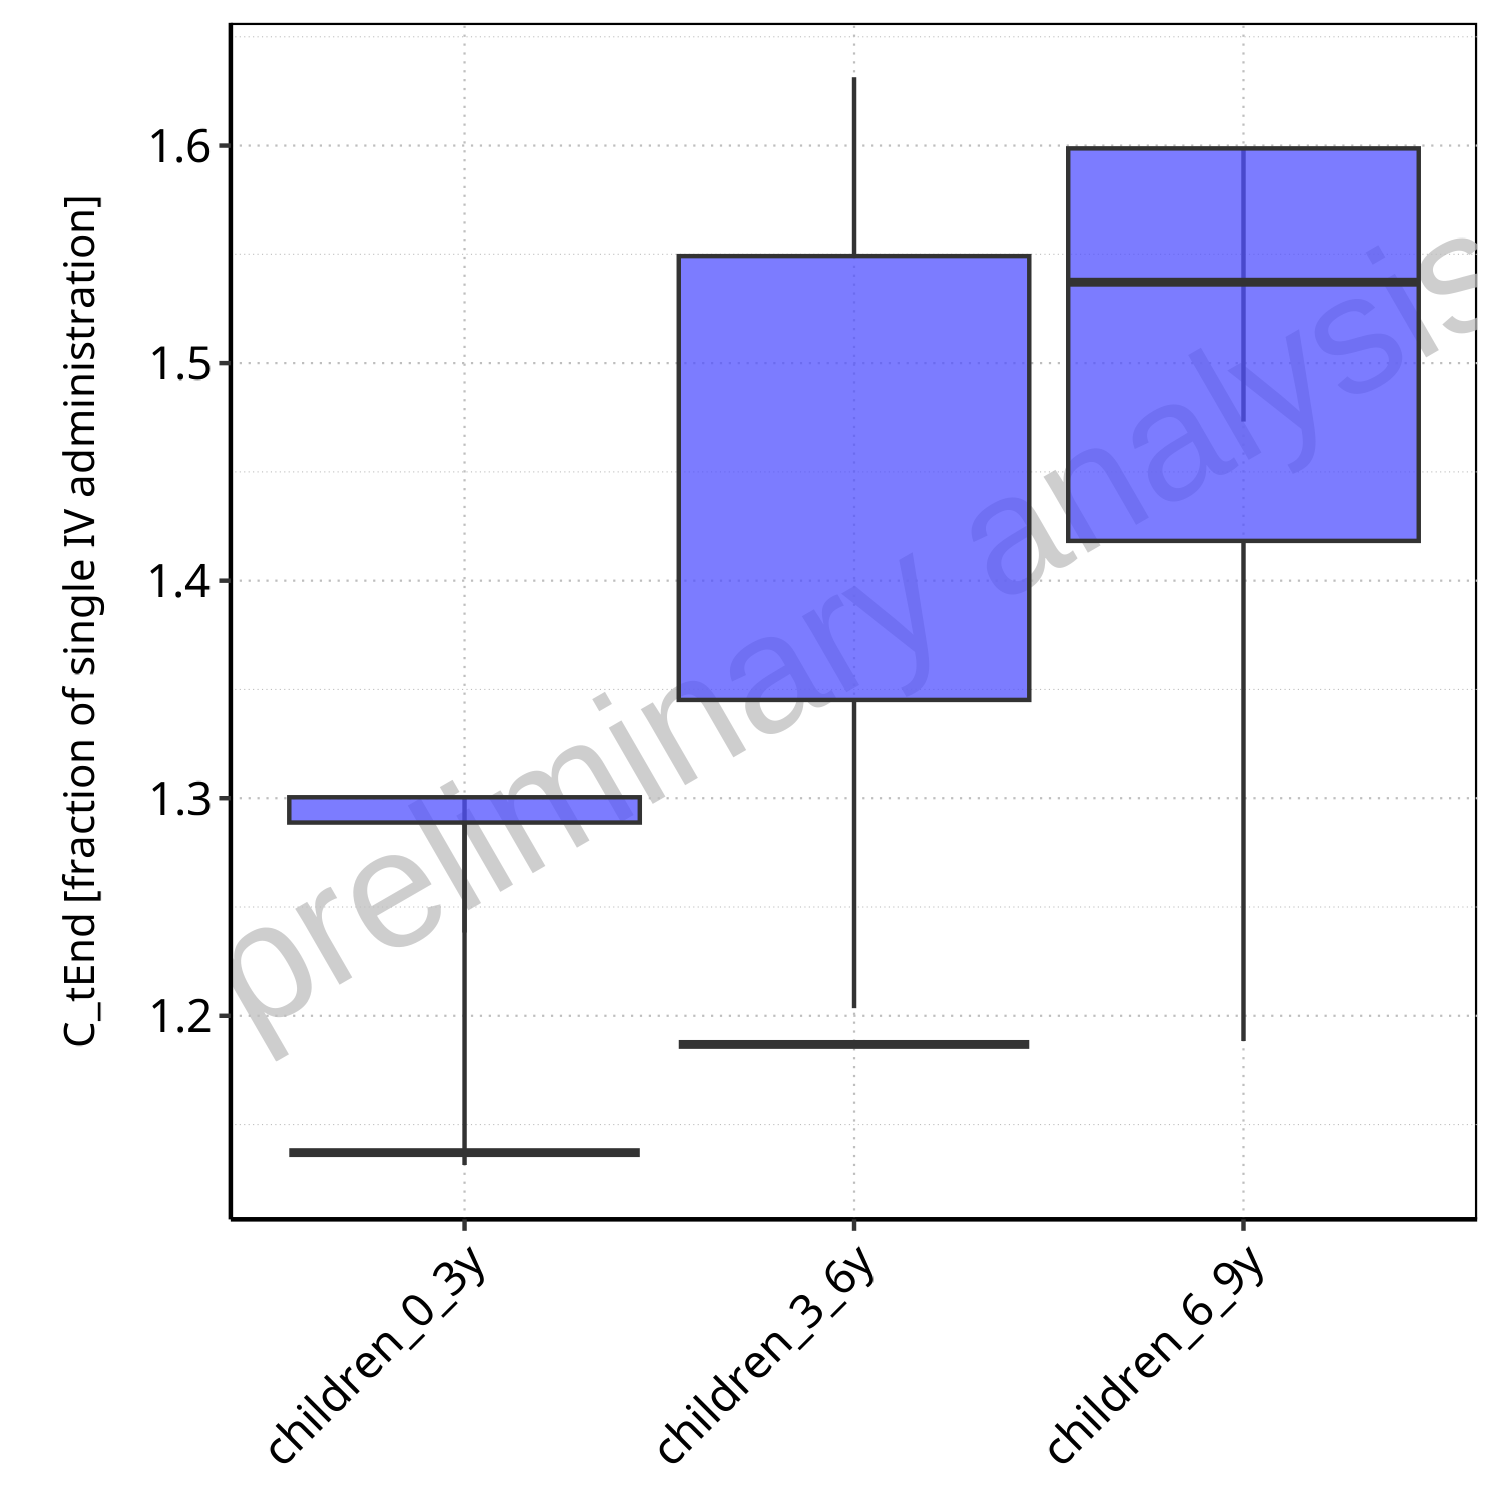 C_tEnd [fraction of single IV administration]
1.6
1.5
1.4
1.3
1.2
preliminary analysis
children_0_3y
children_3_6y
children_6_9y